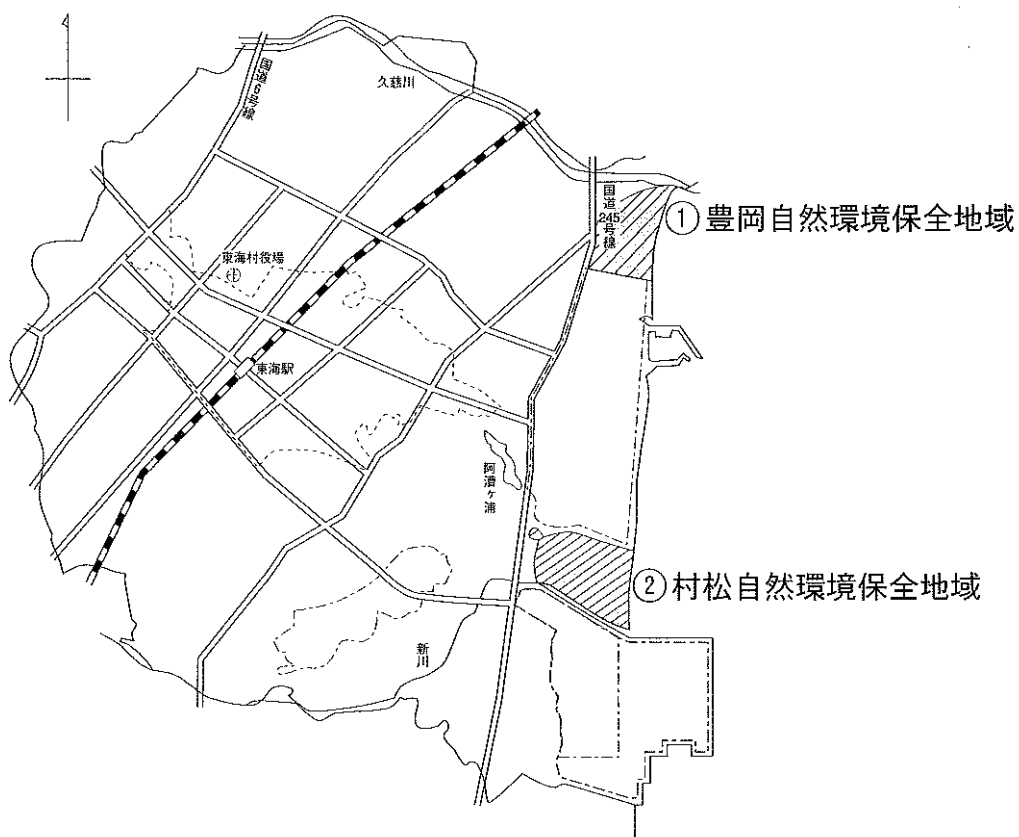 久慈川
国道6号線
国道245号線
①豊岡自然環境保全地域
東海村役場
東海駅
阿漕ヶ浦
②村松自然環境保全地域
新川